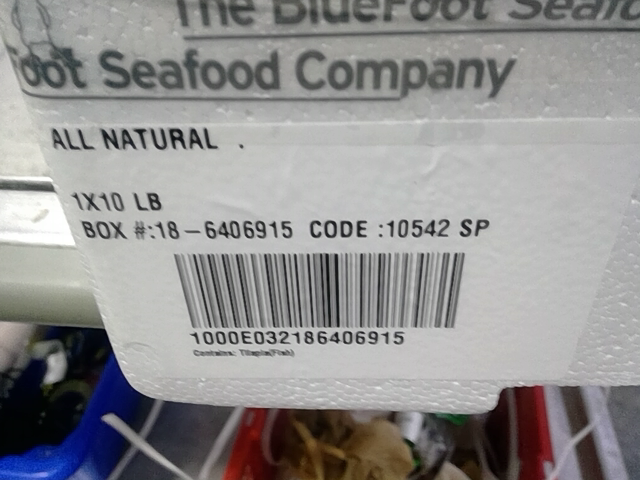 The BlueFoot Seafo
oot Seafood Company
ALL NATURAL .
1X10 LB
BOX #:18-6406915 CODE :10542 SP
1000E032186406915
Contains: Tilapia(Fish)